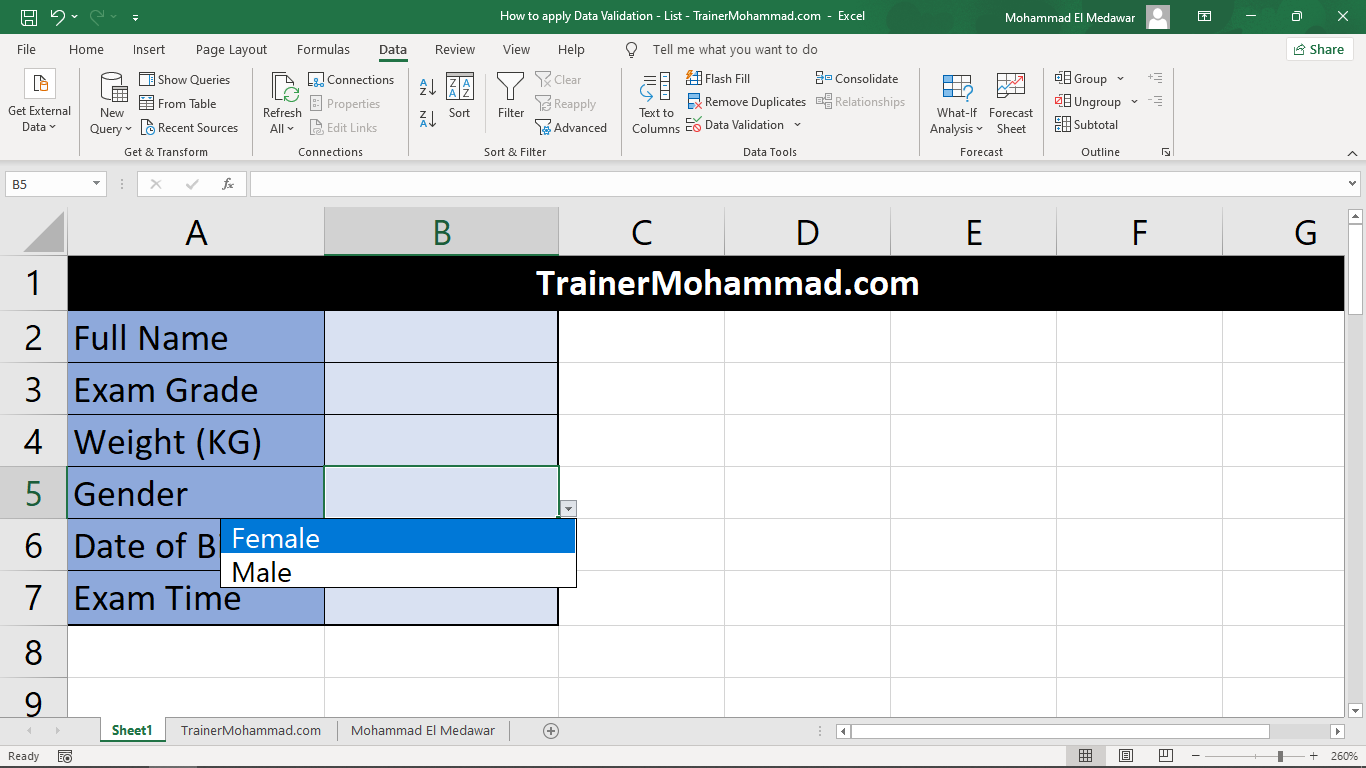 How to apply Data Validation - List - TrainerMohammad.com - Excel
Mohammad El Medawar
File Home Insert Page Layout Formulas Data Review View Help Tell me what you want to do Share
Get External Data
New Query
Show Queries
From Table
Recent Sources
Get & Transform
Refresh All
Connections
Properties
Edit Links
Connections
A Z
Z A
Z A A Z
Sort
Filter
Clear
Reapply
Advanced
Sort & Filter
Text to Columns
Flash Fill
Remove Duplicates
Data Validation
Consolidate
Relationships
Data Tools
What-If Analysis
Forecast Sheet
Forecast
Group
Ungroup
Subtotal
Outline
B5 fx
A B C D E F G
1 TrainerMohammad.com
2 Full Name
3 Exam Grade
4 Weight (KG)
5 Gender
Female
6 Date of B
Male
7 Exam Time
8
9
Sheet1 TrainerMohammad.com Mohammad El Medawar
Ready 260%